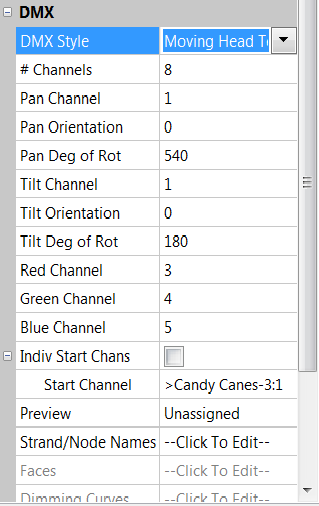 DMX
DMX Style Moving Head T
# Channels 8
Pan Channel 1
Pan Orientation 0
Pan Deg of Rot 540
Tilt Channel 1
Tilt Orientation 0
Tilt Deg of Rot 180
Red Channel 3
Green Channel 4
Blue Channel 5
Indiv Start Chans
Start Channel >Candy Canes-3:1
Preview Unassigned
Strand/Node Names --Click To Edit--
Faces --Click To Edit--
Dimming Curves --Click To Edit--